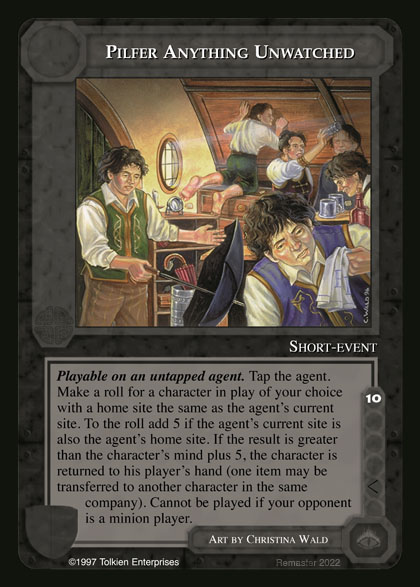 Pilfer Anything Unwatched
C. WALD 96
Short-event
Playable on an untapped agent. Tap the agent.
Make a roll for a character in play of your choice
with a home site the same as the agent's current
site. To the roll add 5 if the agent's current site is
also the agent's home site. If the result is greater
than the character's mind plus 5, the character is
returned to his player's hand (one item may be
transferred to another character in the same
company). Cannot be played if your opponent
is a minion player.
10
Art by Christina Wald
©1997 Tolkien Enterprises
Remaster 2022